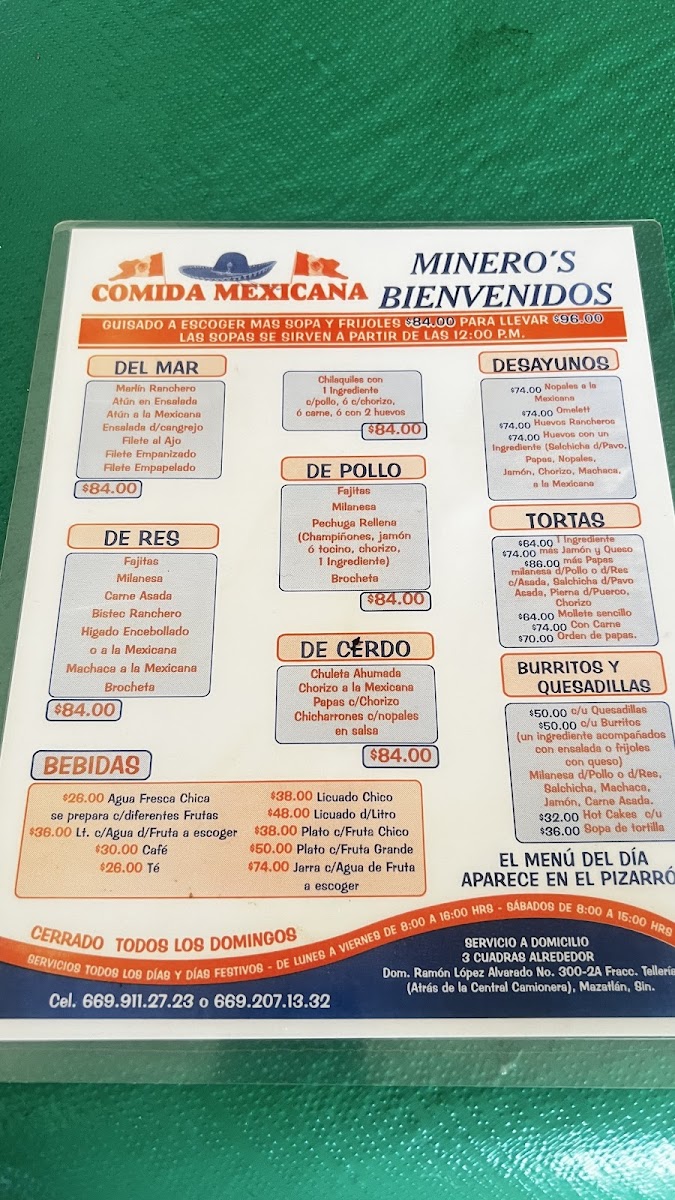 COMIDA MEXICANA
MINERO´S
BIENVENIDOS
GUISADO A ESCOGER MAS SOPA Y FRIJOLES $84.00 PARA LLEVAR $96.00
LAS SOPAS SE SIRVEN A PARTIR DE LAS 12:00 P.M.
DEL MAR
Marlín Ranchero
Atún en Ensalada
Atún a la Mexicana
Ensalada d/cangrejo
Filete al Ajo
Filete Empanizado
Filete Empapelado
$84.00
DE RES
Fajitas
Milanesa
Carne Asada
Bistec Ranchero
Higado Encebollado
o a la Mexicana
Machaca a la Mexicana
Brocheta
$84.00
Chilaquiles con
1 Ingrediente
c/pollo, ó c/chorizo,
ó carne, ó con 2 huevos
$84.00
DE POLLO
Fajitas
Milanesa
Pechuga Rellena
(Champiñones, jamón
ó tocino, chorizo,
1 Ingrediente)
Brocheta
$84.00
DE CERDO
Chuleta Ahumada
Chorizo a la Mexicana
Papas c/Chorizo
Chicharrones c/nopales
en salsa
$84.00
DESAYUNOS
$74.00 Nopales a la
Mexicana
$74.00 Omelett
$74.00 Huevos Rancheros
$74.00 Huevos con un
Ingrediente (Salchicha d/Pavo,
Papas, Nopales,
Jamón, Chorizo, Machaca,
a la Mexicana
TORTAS
$64.00 1 Ingrediente
$74.00 más Jamón y Queso
$86.00 más Papas
milanesa d/Pollo o d/Res
c/Asada, Salchicha d/Pavo
Asada, Pierna d/Puerco,
Chorizo
$64.00 Mollete sencillo
$74.00 Con Carne
$70.00 Orden de papas.
BURRITOS Y
QUESADILLAS
$50.00 c/u Quesadillas
$50.00 c/u Burritos
(un ingrediente acompañados
con ensalada o frijoles
con queso)
Milanesa d/Pollo o d/Res,
Salchicha, Machaca,
Jamón, Carne Asada.
$32.00 Hot Cakes c/u
$36.00 Sopa de tortilla
BEBIDAS
$26.00 Agua Fresca Chica
se prepara c/diferentes Frutas
$36.00 Lt. c/Agua d/Fruta a escoger
$30.00 Café
$26.00 Té
$38.00 Licuado Chico
$48.00 Licuado d/Litro
$38.00 Plato c/Fruta Chico
$50.00 Plato c/Fruta Grande
$74.00 Jarra c/Agua de Fruta
a escoger
EL MENÚ DEL DÍA
APARECE EN EL PIZARRÓ
CERRADO TODOS LOS DOMINGOS
SERVICIOS TODOS LOS DÍAS Y DÍAS FESTIVOS - DE LUNES A VIERNES DE 8:00 A 16:00 HRS - SÁBADOS DE 8:00 A 15:00 HRS
Cel. 669.911.27.23 o 669.207.13.32
SERVICIO A DOMICILIO
3 CUADRAS ALREDEDOR
Dom. Ramón López Alvarado No. 300-2A Fracc. Tellería
(Atrás de la Central Camionera), Mazatlán, Sin.